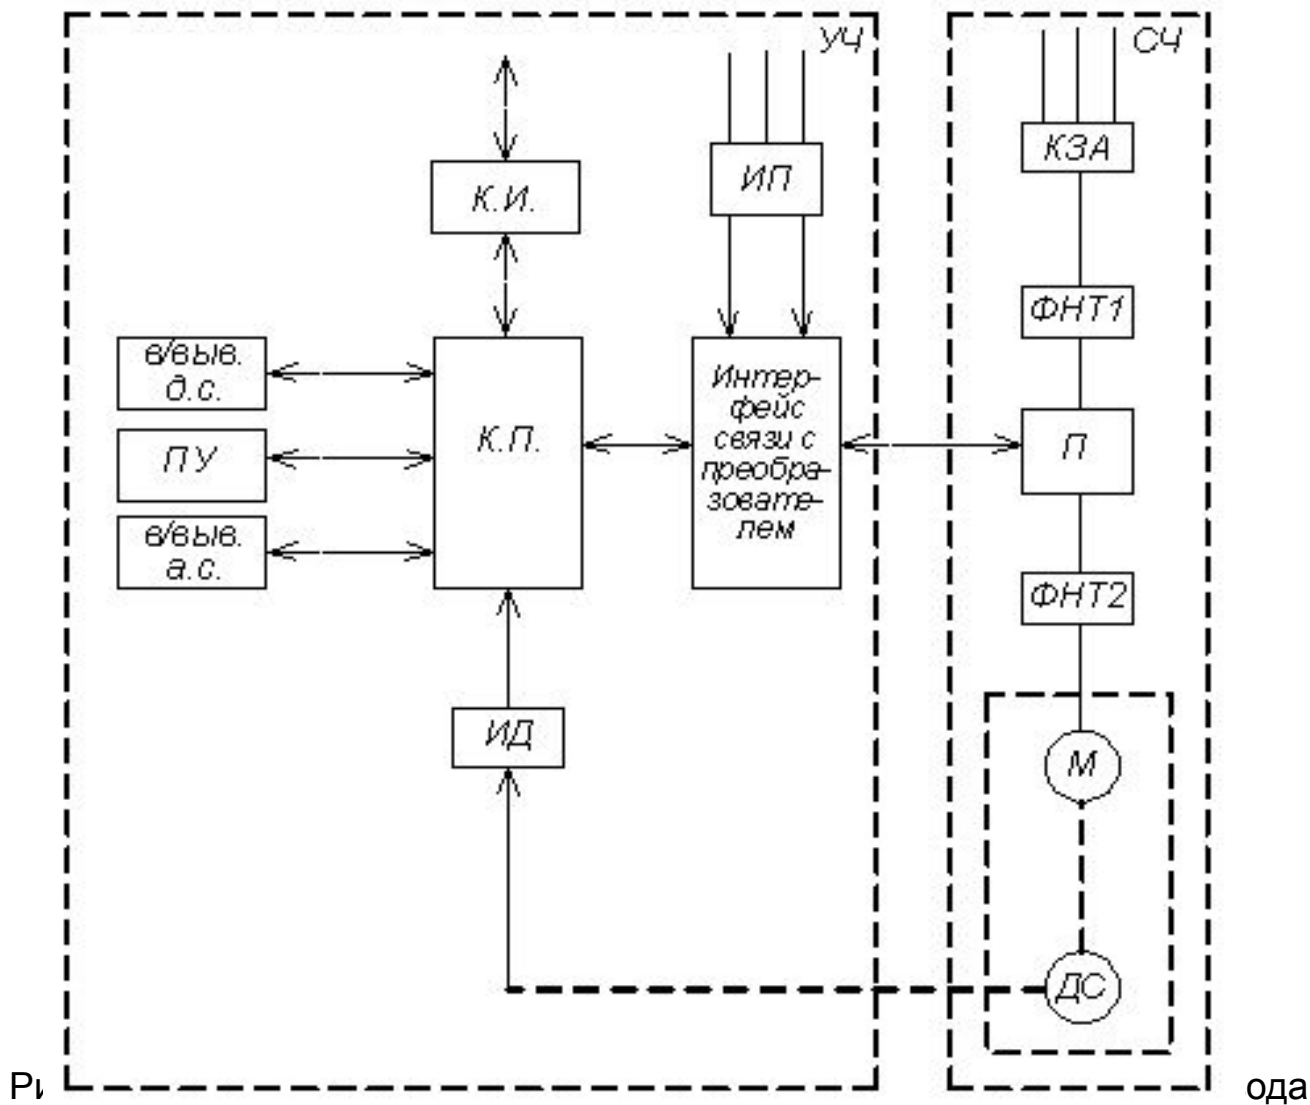 УЧ
СЧ
К.И.
ИП
КЗА
ФНТ1
в/выв.
д.с.
ПУ
в/выв.
а.с.
К.П.
Интер-
фейс
связи с
преобра-
зовате-
лем
П
ФНТ2
ИД
М
ДС
ода